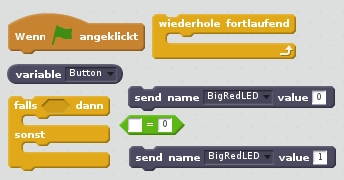 Wenn angeklickt
wiederhole fortlaufend
variable Button
falls dann
sonst
send name BigRedLED value 0
= 0
send name BigRedLED value 1